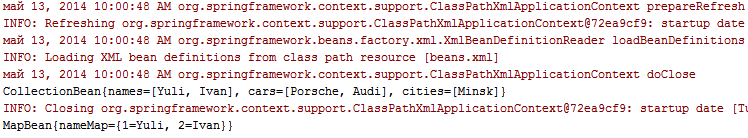 май 13, 2014 10:00:48 AM org.springframework.context.support.ClassPathXmlApplicationContext prepareRefresh
INFO: Refreshing org.springframework.context.support.ClassPathXmlApplicationContext@72ea9cf9: startup date
май 13, 2014 10:00:48 AM org.springframework.beans.factory.xml.XmlBeanDefinitionReader loadBeanDefinitions
INFO: Loading XML bean definitions from class path resource [beans.xml]
май 13, 2014 10:00:48 AM org.springframework.context.support.ClassPathXmlApplicationContext doClose
CollectionBean{names=[Yuli, Ivan], cars=[Porsche, Audi], cities=[Minsk]}
INFO: Closing org.springframework.context.support.ClassPathXmlApplicationContext@72ea9cf9: startup date [Tu
MapBean{nameMap={1=Yuli, 2=Ivan}}